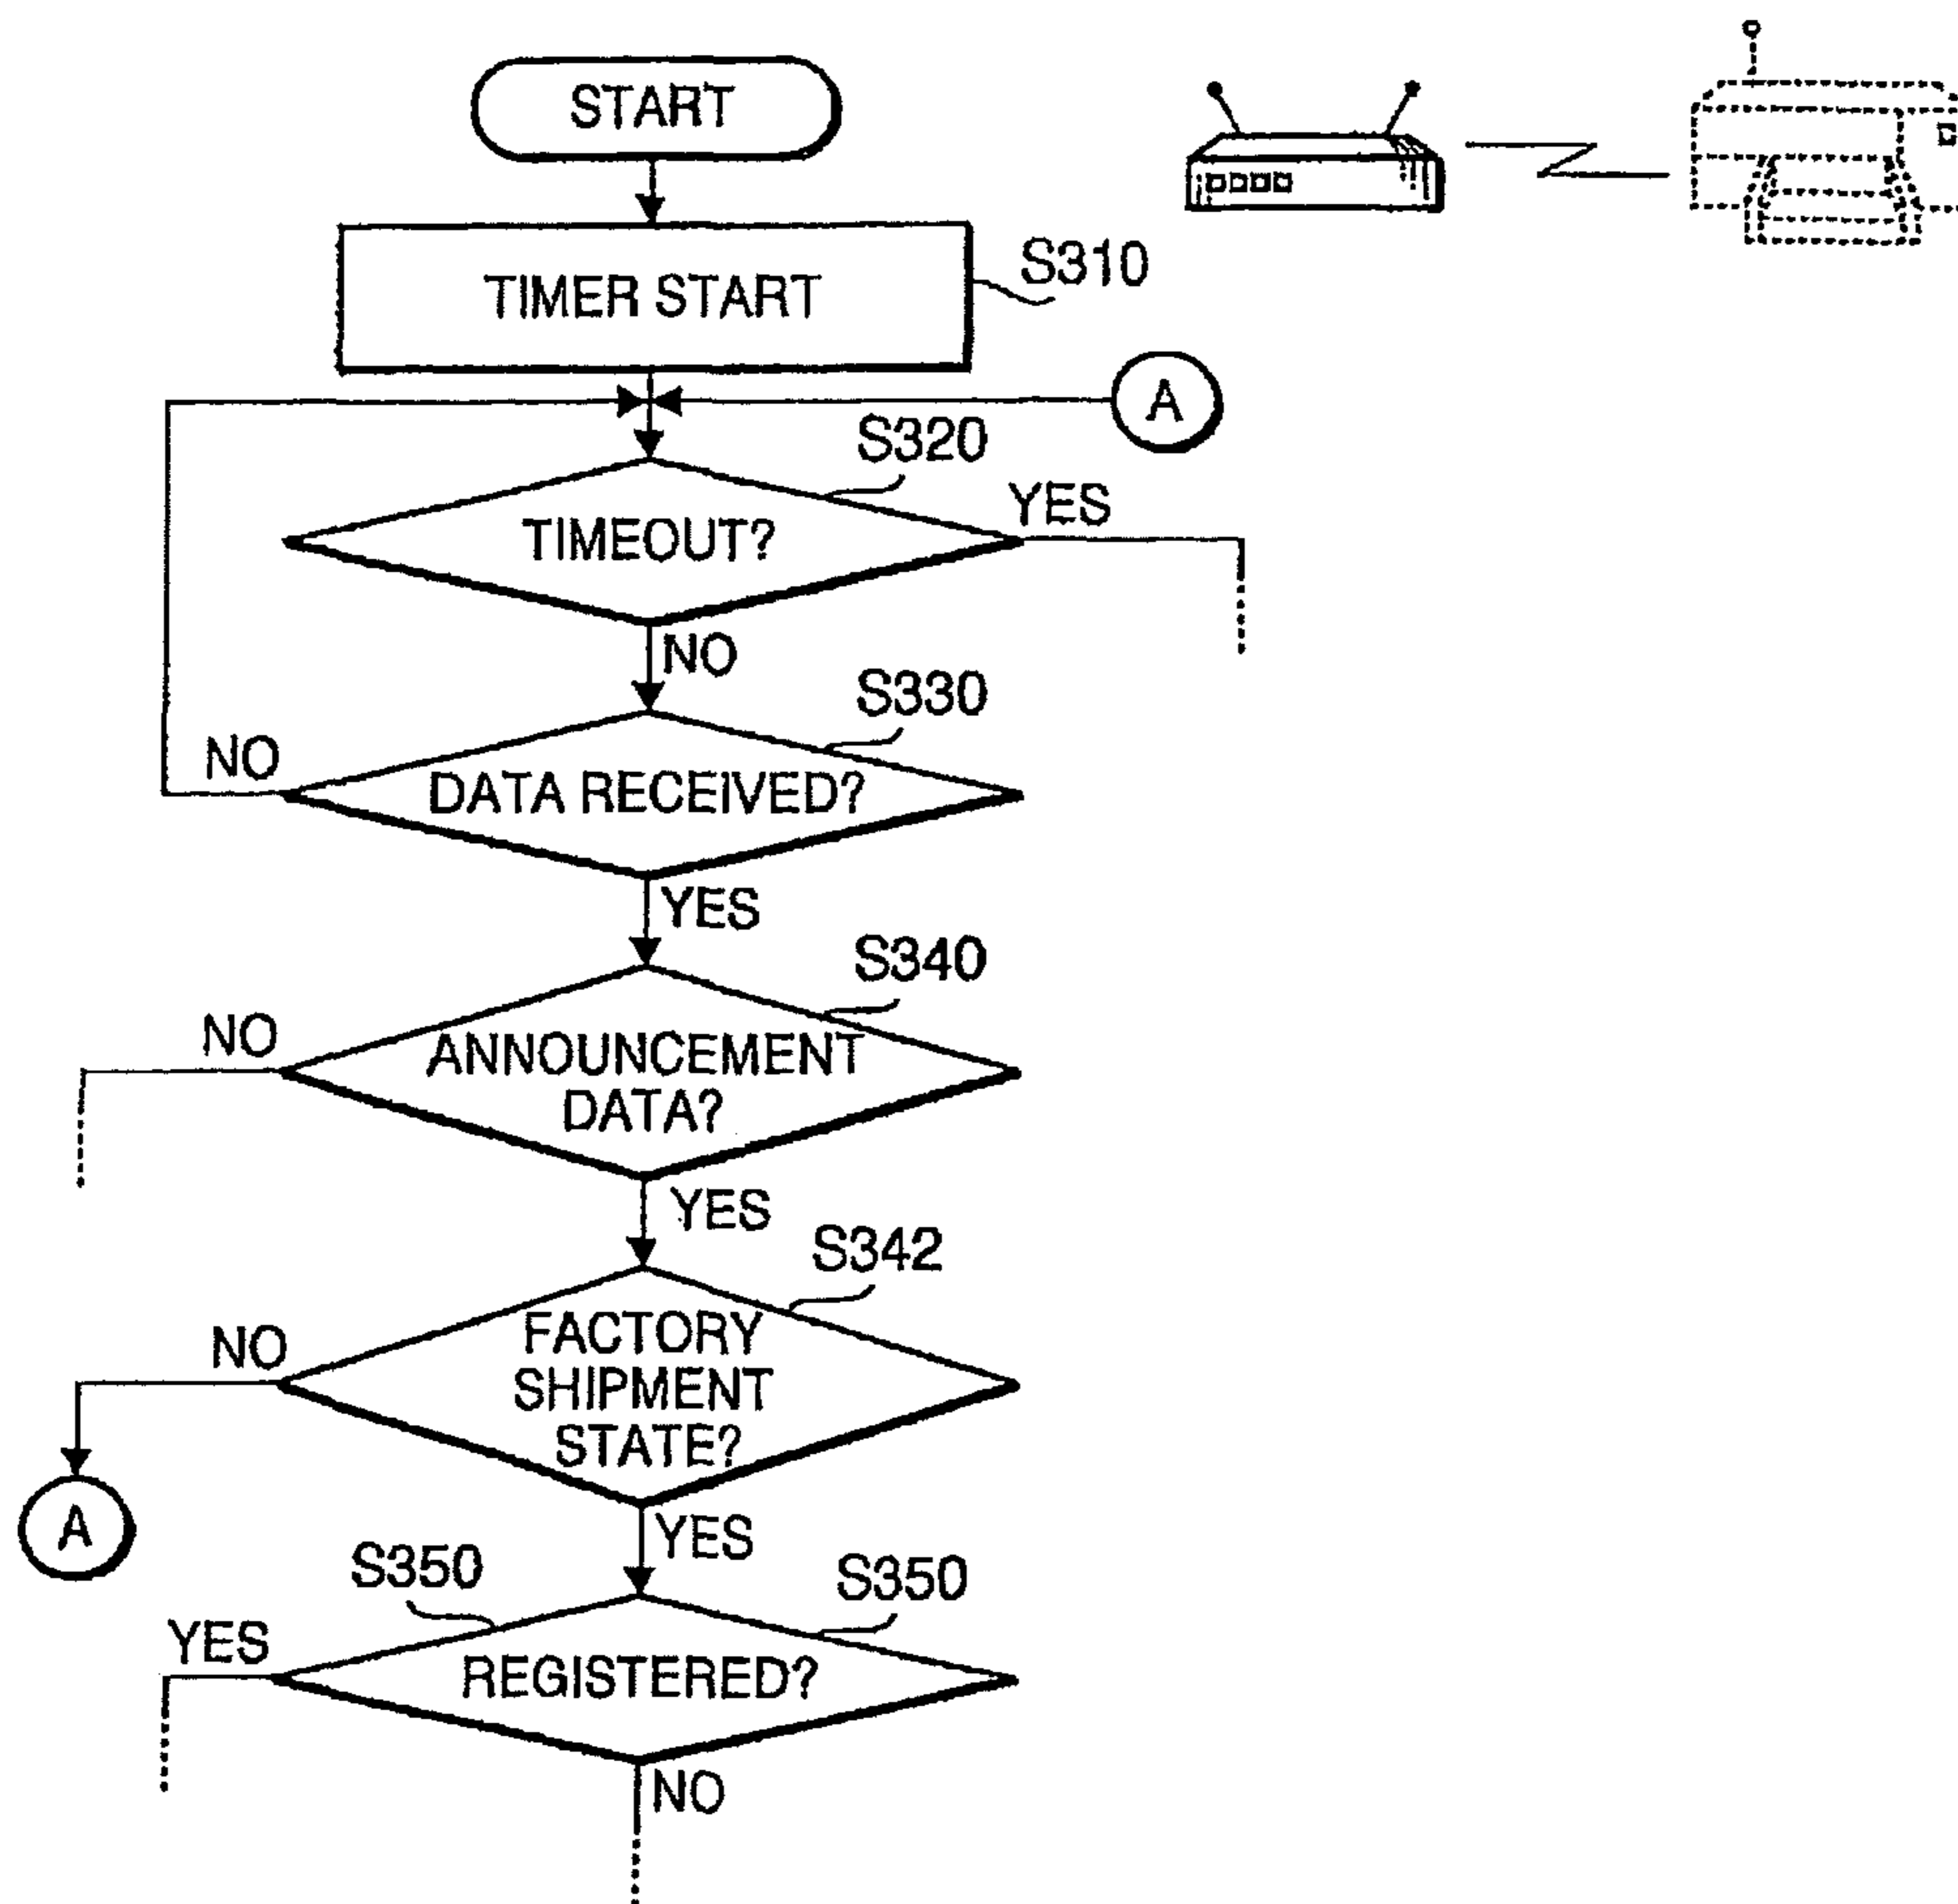 START
TIMER START
S310
A
S320
TIMEOUT?
YES
NO
S330
NO
DATA RECEIVED?
YES
S340
NO
ANNOUNCEMENT
DATA?
YES
S342
NO
FACTORY
SHIPMENT
STATE?
A
YES
S350
S350
YES
REGISTERED?
NO